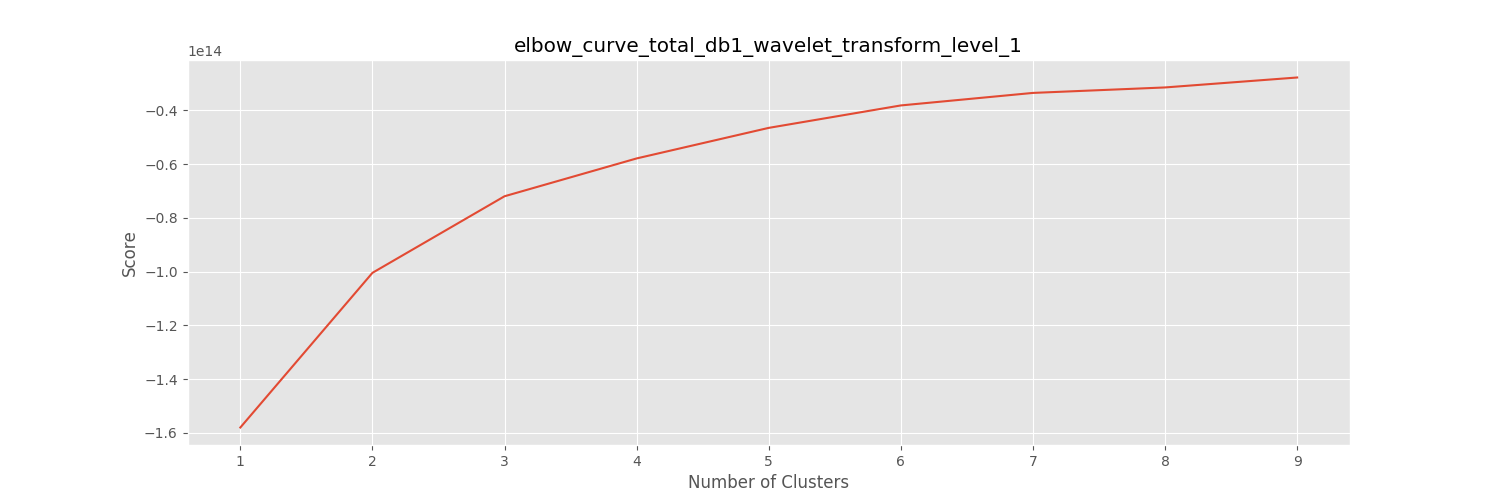 elbow_curve_total_db1_wavelet_transform_level_1
1e14
−0.4
−0.6
−0.8
−1.0
−1.2
−1.4
−1.6
Score
1 2 3 4 5 6 7 8 9
Number of Clusters